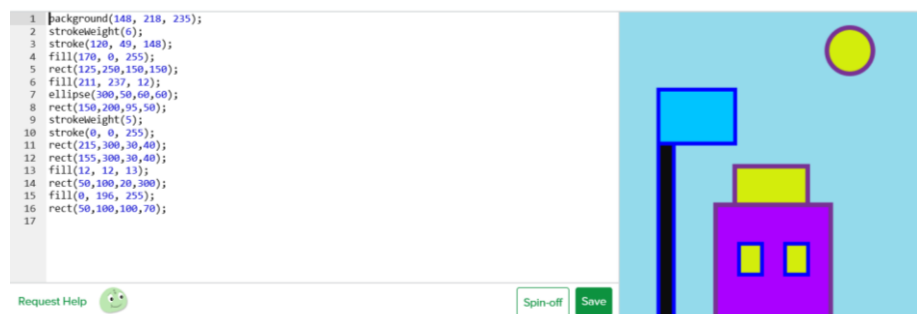 1 background(148, 218, 235);
2 strokeWeight(6);
3 stroke(120, 49, 148);
4 fill(170, 0, 255);
5 rect(125,250,150,150);
6 fill(211, 237, 12);
7 ellipse(300,50,60,60);
8 rect(150,200,95,50);
9 strokeWeight(5);
10 stroke(0, 0, 255);
11 rect(215,300,30,40);
12 rect(155,300,30,40);
13 fill(12, 12, 13);
14 rect(50,100,20,300);
15 fill(0, 196, 255);
16 rect(50,100,100,70);
17
Request Help Spin-off Save